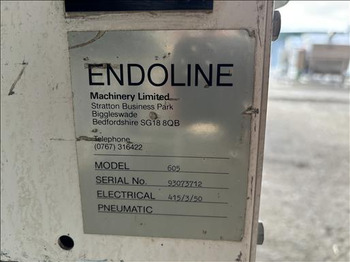 ENDOLINE
Machinery Limited
Stratton Business Park
Biggleswade
Bedfordshire SG18 8QB
Telephone
(0767) 316422
MODEL 605
SERIAL No. 93073712
ELECTRICAL 415/3/50
PNEUMATIC